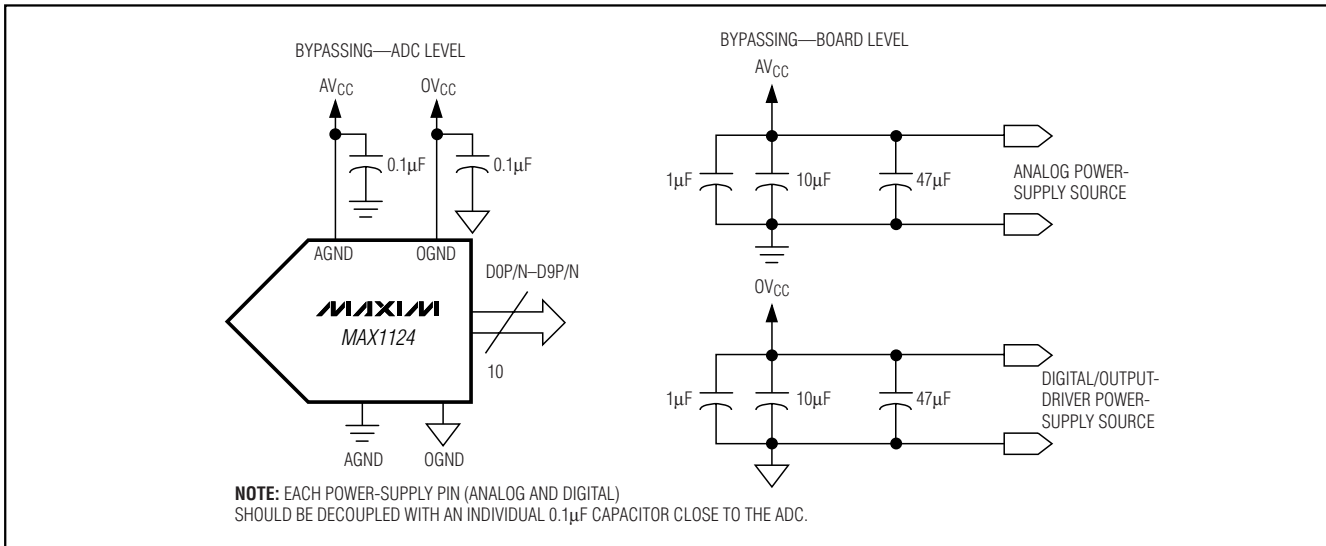 BYPASSING—ADC LEVEL
AVCC
OVCC
0.1µF
0.1µF
AGND
OGND
D0P/N–D9P/N
MAXIM
MAX1124
10
AGND
OGND
BYPASSING—BOARD LEVEL
AVCC
1µF
10µF
47µF
ANALOG POWER-
SUPPLY SOURCE
OVCC
1µF
10µF
47µF
DIGITAL/OUTPUT-
DRIVER POWER-
SUPPLY SOURCE
NOTE: EACH POWER-SUPPLY PIN (ANALOG AND DIGITAL)
SHOULD BE DECOUPLED WITH AN INDIVIDUAL 0.1µF CAPACITOR CLOSE TO THE ADC.